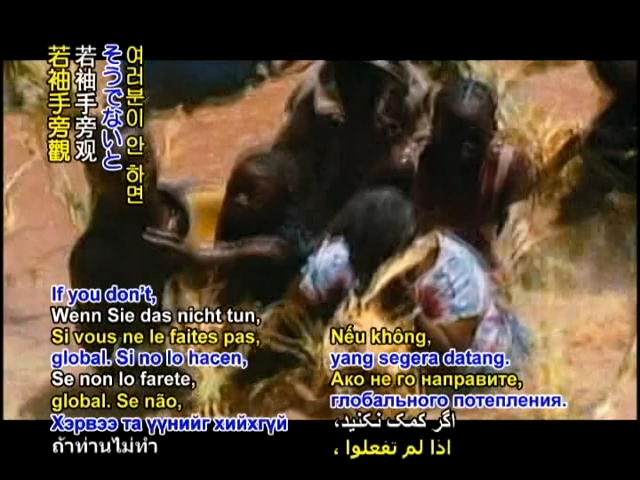 若袖手旁觀
若袖手旁观
そうでないと
여러분이 안 하면
If you don't,
Wenn Sie das nicht tun,
Si vous ne le faites pas,
global. Si no lo hacen,
Se non lo farete,
global. Se não,
Хэрвээ та үүнийг хийхгүй
ถ้าท่านไม่ทำ
Nếu không,
yang segera datang.
Ако не го направите,
глобального потепления.
اگر کمک نکنید،
اذا لم تفعلوا ،